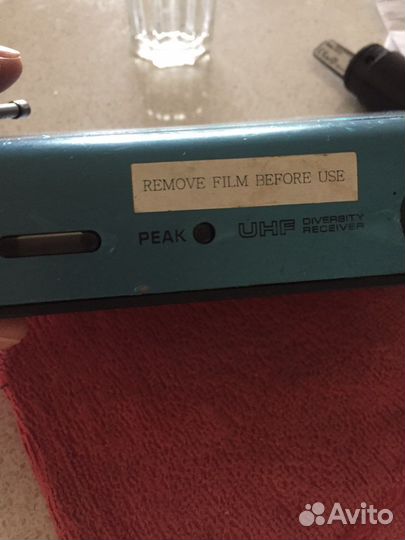 REMOVE FILM BEFORE USE
PEAK
UHF DIVERSITY
RECEIVER
Avito